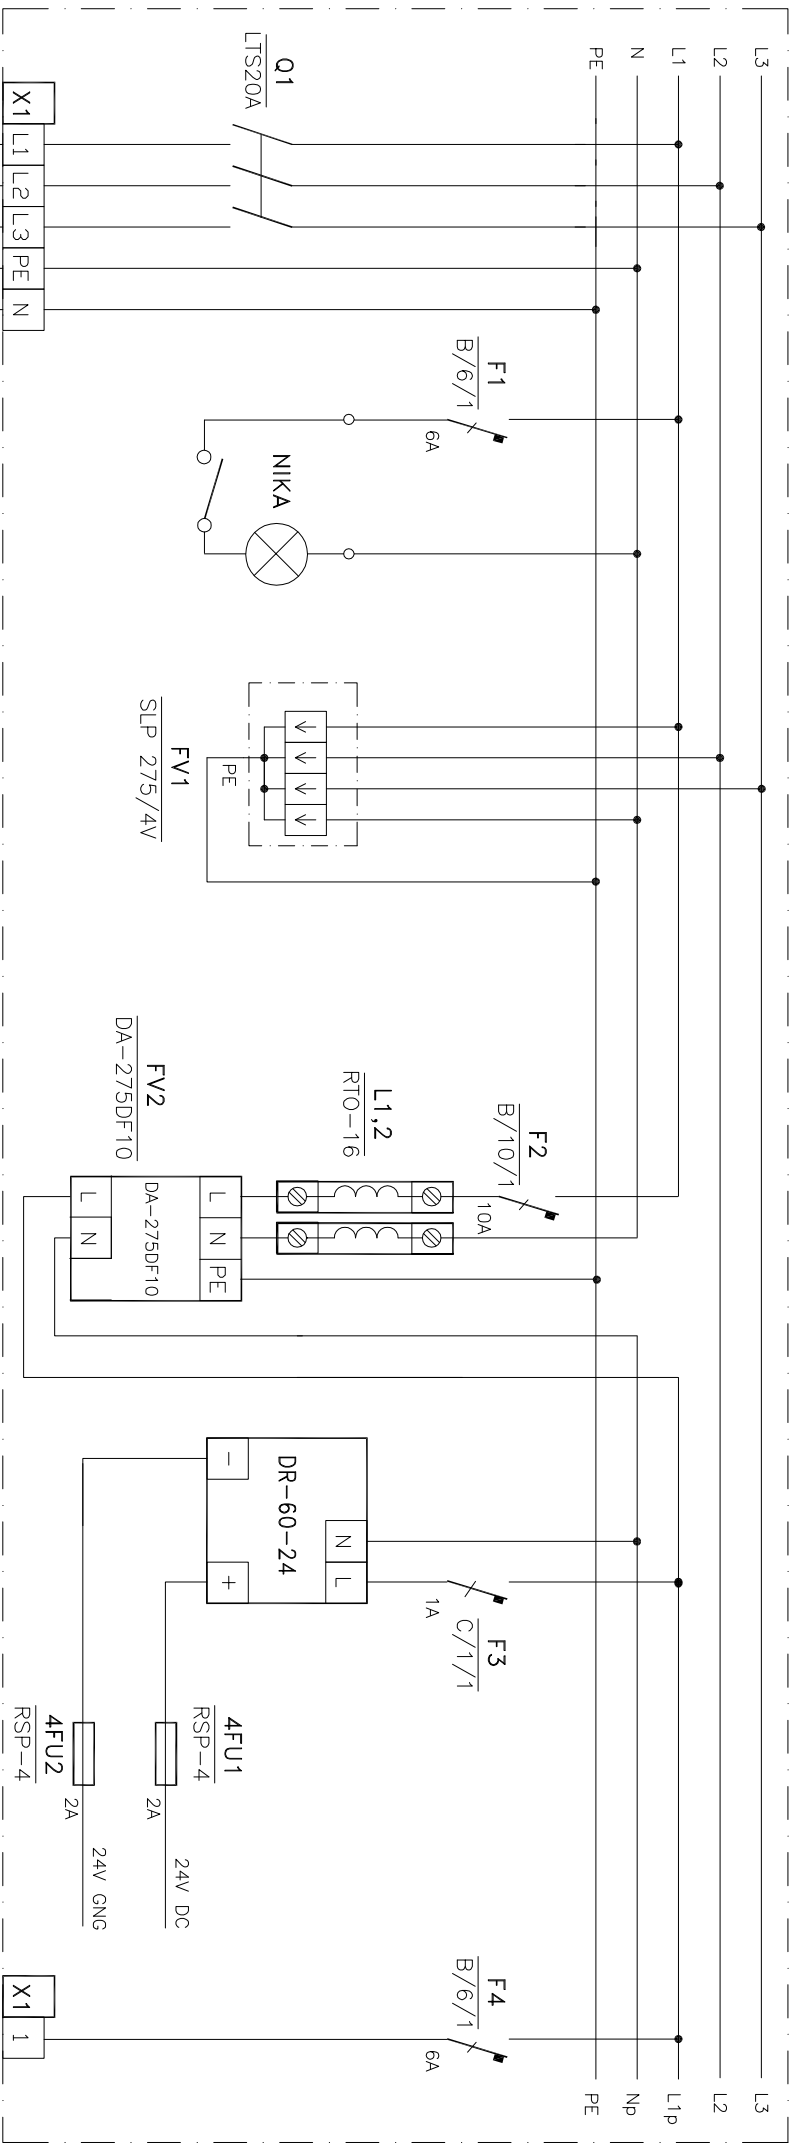 L3
L2
L1
N
PE
Q1
LTS20A
X1
L1
L2
L3
PE
N
F1
B/6/1
6A
NIKA
FV1
SLP 275/4V
PE
F2
B/10/1
10A
L1,2
RTO-16
FV2
DA-275DF10
L
N
PE
DA-275DF10
L
N
DR-60-24
N
L
-
+
F3
C/1/1
1A
4FU1
RSP-4
2A
24V DC
4FU2
RSP-4
2A
24V GNG
F4
B/6/1
6A
X1
1
L3
L2
L1p
Np
PE